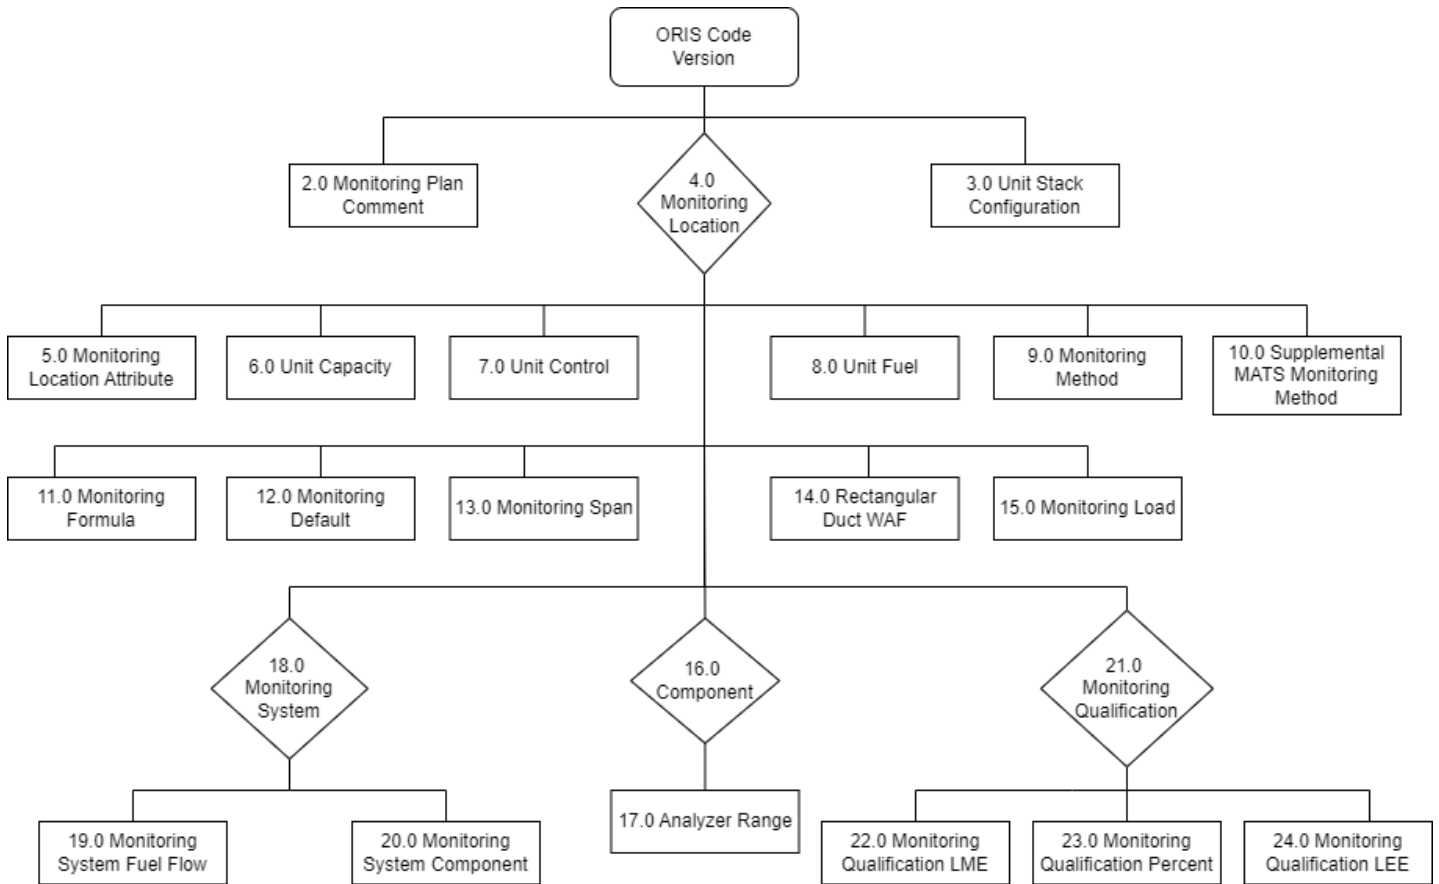 ORIS Code
Version
2.0 Monitoring Plan
Comment
4.0
Monitoring
Location
3.0 Unit Stack
Configuration
5.0 Monitoring
Location Attribute
6.0 Unit Capacity
7.0 Unit Control
8.0 Unit Fuel
9.0 Monitoring
Method
10.0 Supplemental
MATS Monitoring
Method
11.0 Monitoring
Formula
12.0 Monitoring
Default
13.0 Monitoring Span
14.0 Rectangular
Duct WAF
15.0 Monitoring Load
18.0
Monitoring
System
16.0
Component
21.0
Monitoring
Qualification
19.0 Monitoring
System Fuel Flow
20.0 Monitoring
System Component
17.0 Analyzer Range
22.0 Monitoring
Qualification LME
23.0 Monitoring
Qualification Percent
24.0 Monitoring
Qualification LEE